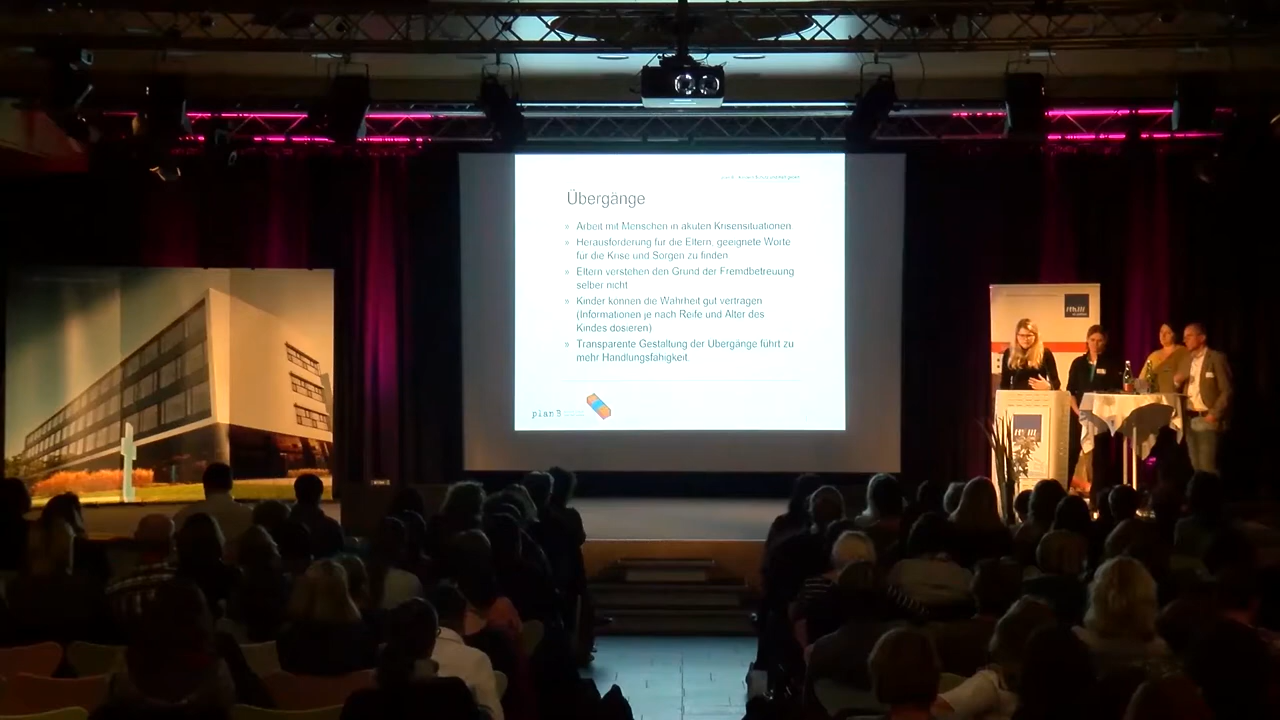 Übergänge
» Arbeit mit Menschen in akuten Krisensituationen
» Herausforderung für die Eltern, geeignete Worte
für die Krise und Sorgen zu finden
» Eltern verstehen den Grund der Fremdbetreuung
selber nicht
» Kinder können die Wahrheit gut vertragen
(Informationen je nach Reife und Alter des
Kindes dosieren)
» Transparente Gestaltung der Übergänge führt zu
mehr Handlungsfähigkeit.
plan B